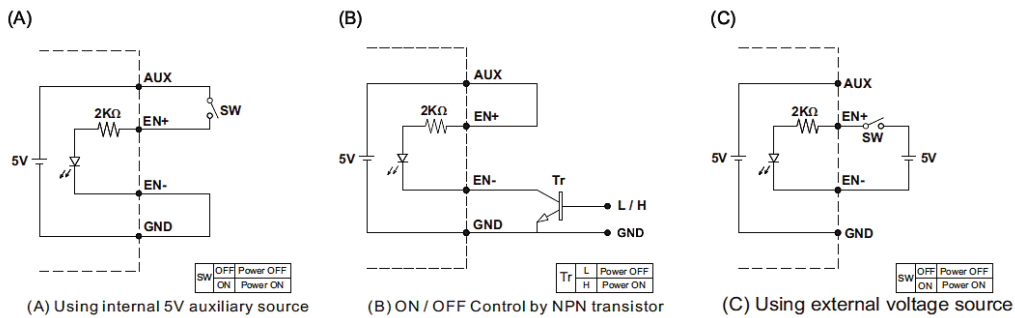 (A)
AUX
2KΩ
EN+
SW
5V
EN-
GND
SW OFF Power OFF
ON Power ON
(A) Using internal 5V auxiliary source
(B)
AUX
2KΩ
EN+
5V
EN-
Tr
L / H
GND
GND
Tr L Power OFF
H Power ON
(B) ON / OFF Control by NPN transistor
(C)
AUX
2KΩ
EN+
SW
5V
5V
EN-
GND
SW OFF Power OFF
ON Power ON
(C) Using external voltage source